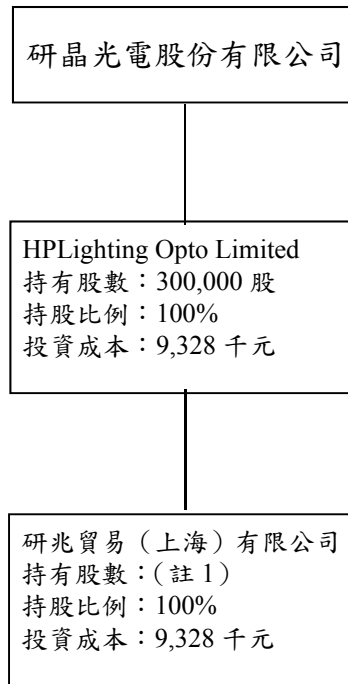 研晶光電股份有限公司
HPLighting Opto Limited
持有股數：300,000 股
持股比例：100%
投資成本：9,328 千元
研兆貿易（上海）有限公司
持有股數：（註 1）
持股比例：100%
投資成本：9,328 千元